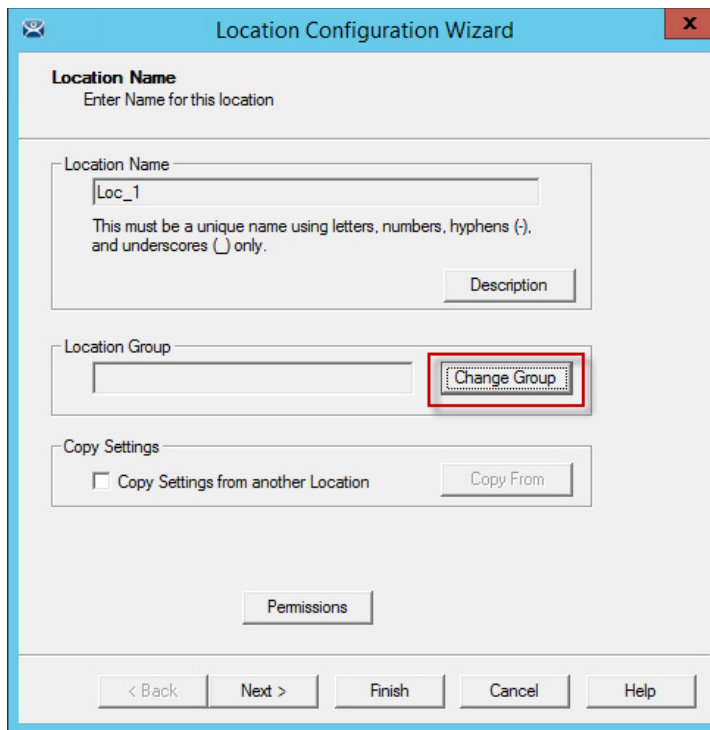 Location Configuration Wizard
x
Location Name
Enter Name for this location
Location Name
Loc_1
This must be a unique name using letters, numbers, hyphens (-),
and underscores (_) only.
Description
Location Group
Change Group
Copy Settings
Copy Settings from another Location
Copy From
Permissions
< Back
Next >
Finish
Cancel
Help